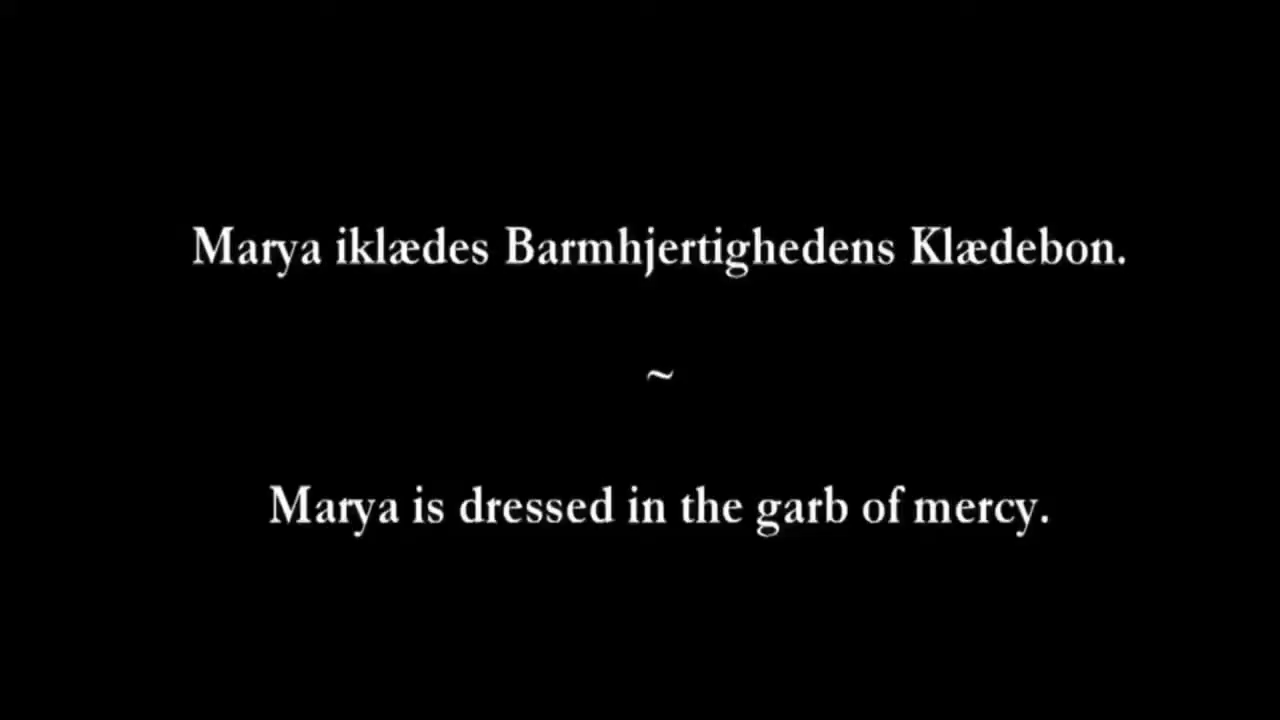 Marya iklædes Barmhjertighedens Klædebon.
~
Marya is dressed in the garb of mercy.